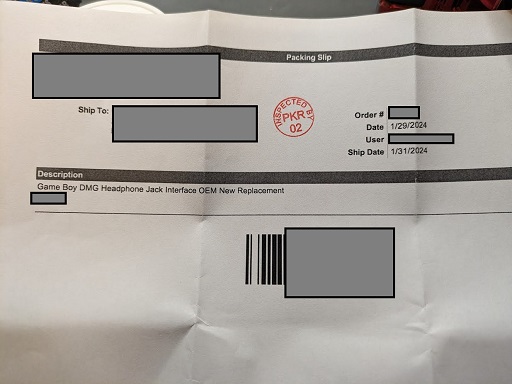 Packing Slip
Ship To:
INSPECTED BY
PKR
02
Order #
Date 1/29/2024
User
Ship Date 1/31/2024
Description
Game Boy DMG Headphone Jack Interface OEM New Replacement